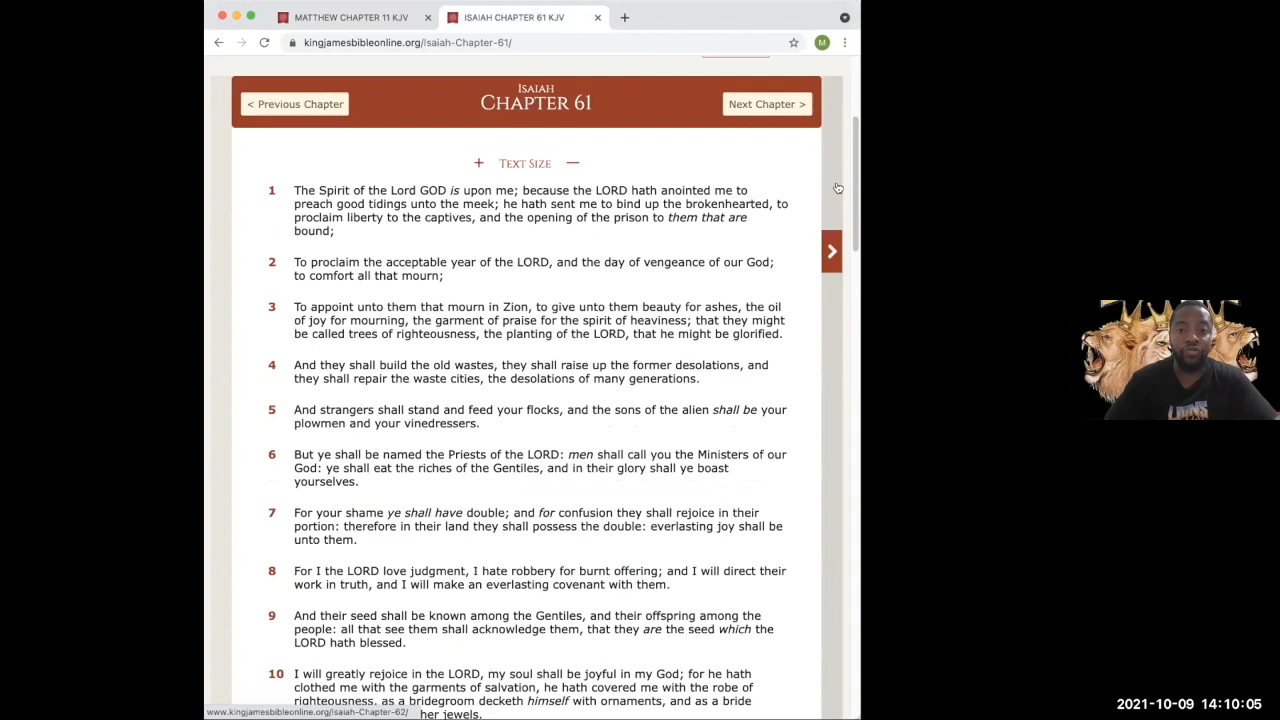 MATTHEW CHAPTER 11 KJV
ISAIAH CHAPTER 61 KJV
kingjamesbibleonline.org/Isaiah-Chapter-61/
M
ISAIAH
< Previous Chapter
CHAPTER 61
Next Chapter >
+ TEXT SIZE —
1 The Spirit of the Lord GOD is upon me; because the LORD hath anointed me to
preach good tidings unto the meek; he hath sent me to bind up the brokenhearted, to
proclaim liberty to the captives, and the opening of the prison to them that are
bound;
2 To proclaim the acceptable year of the LORD, and the day of vengeance of our God;
to comfort all that mourn;
3 To appoint unto them that mourn in Zion, to give unto them beauty for ashes, the oil
of joy for mourning, the garment of praise for the spirit of heaviness; that they might
be called trees of righteousness, the planting of the LORD, that he might be glorified.
4 And they shall build the old wastes, they shall raise up the former desolations, and
they shall repair the waste cities, the desolations of many generations.
5 And strangers shall stand and feed your flocks, and the sons of the alien shall be your
plowmen and your vinedressers.
6 But ye shall be named the Priests of the LORD: men shall call you the Ministers of our
God: ye shall eat the riches of the Gentiles, and in their glory shall ye boast
yourselves.
7 For your shame ye shall have double; and for confusion they shall rejoice in their
portion: therefore in their land they shall possess the double: everlasting joy shall be
unto them.
8 For I the LORD love judgment, I hate robbery for burnt offering; and I will direct their
work in truth, and I will make an everlasting covenant with them.
9 And their seed shall be known among the Gentiles, and their offspring among the
people: all that see them shall acknowledge them, that they are the seed which the
LORD hath blessed.
10 I will greatly rejoice in the LORD, my soul shall be joyful in my God; for he hath
clothed me with the garments of salvation, he hath covered me with the robe of
righteousness, as a bridegroom decketh himself with ornaments, and as a bride
her jewels.
www.kingjamesbibleonline.org/Isaiah-Chapter-62/
2021-10-09 14:10:05